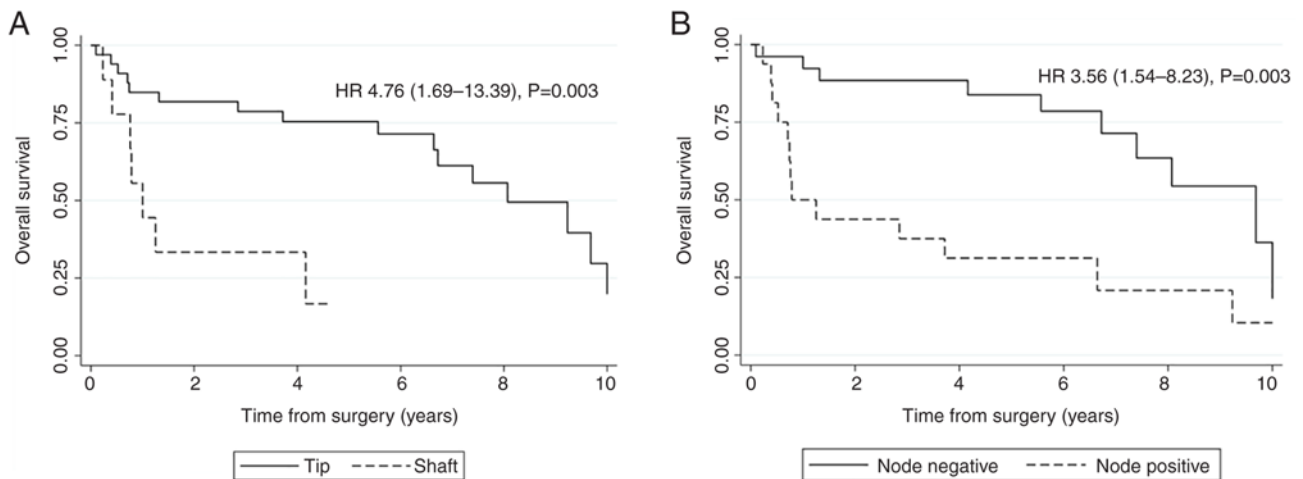 A
HR 4.76 (1.69–13.39), P=0.003
Overall survival
1.00
0.75
0.50
0.25
0.00
0 2 4 6 8 10
Time from surgery (years)
Tip Shaft
B
HR 3.56 (1.54–8.23), P=0.003
Overall survival
1.00
0.75
0.50
0.25
0.00
0 2 4 6 8 10
Time from surgery (years)
Node negative Node positive